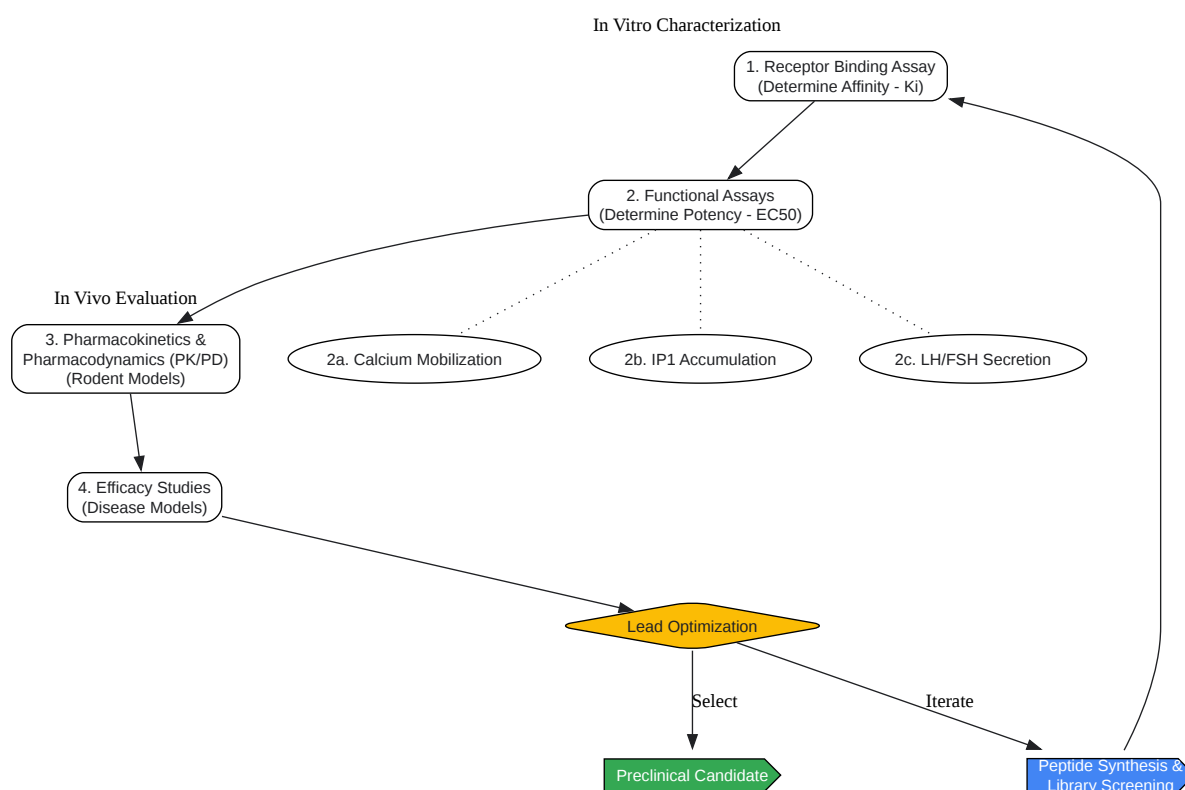 In Vitro Characterization
1. Receptor Binding Assay
(Determine Affinity - Ki)
2. Functional Assays
(Determine Potency - EC50)
In Vivo Evaluation
3. Pharmacokinetics &
Pharmacodynamics (PK/PD)
(Rodent Models)
2a. Calcium Mobilization
2b. IP1 Accumulation
2c. LH/FSH Secretion
4. Efficacy Studies
(Disease Models)
Lead Optimization
Select
Iterate
Preclinical Candidate
Peptide Synthesis &
Library Screening